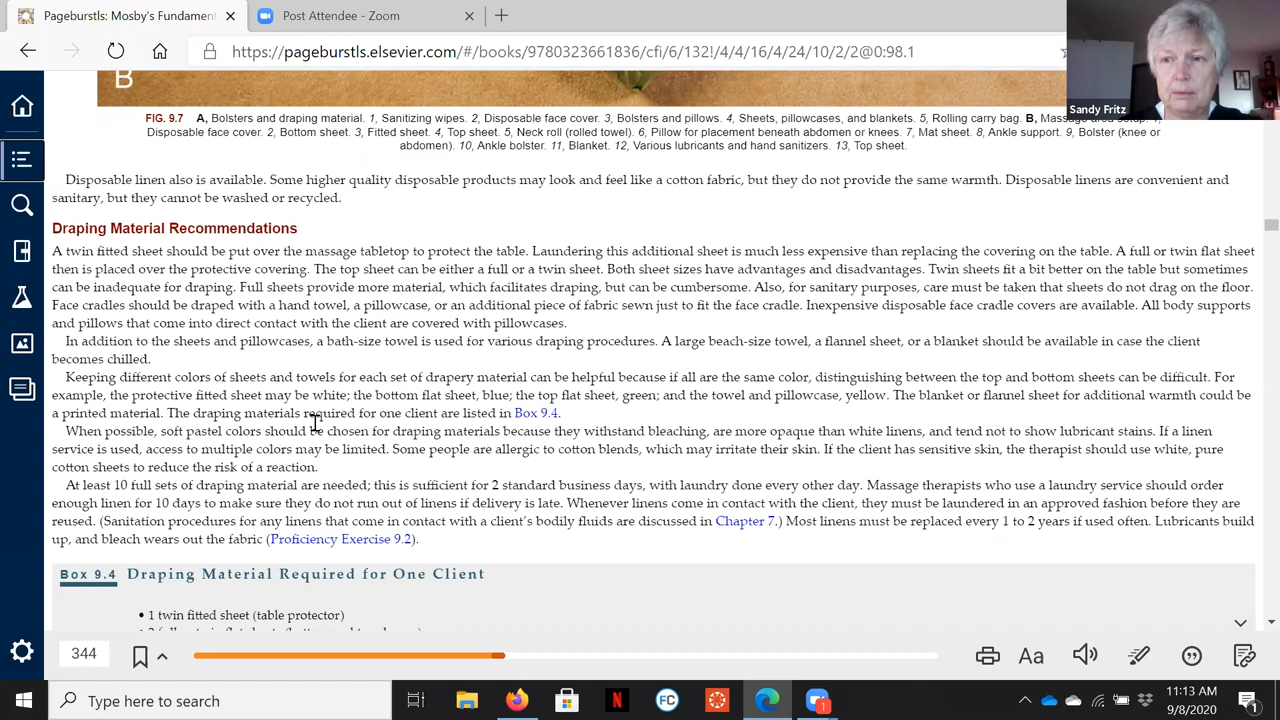 Pageburstls: Mosby's Fundament
Post Attendee - Zoom
https://pageburstls.elsevier.com/#/books/9780323661836/cfi/6/132!/4/4/16/4/24/10/2/2@0:98.1
Sandy Fritz
B
FIG. 9.7 A, Bolsters and draping material. 1, Sanitizing wipes. 2, Disposable face cover. 3, Bolsters and pillows. 4, Sheets, pillowcases, and blankets. 5, Rolling carry bag. B, Massage area setup.
Disposable face cover. 2, Bottom sheet. 3, Fitted sheet. 4, Top sheet. 5, Neck roll (rolled towel). 6, Pillow for placement beneath abdomen or knees. 7, Mat sheet. 8, Ankle support. 9, Bolster (knee or
abdomen). 10, Ankle bolster. 11, Blanket. 12, Various lubricants and hand sanitizers. 13, Top sheet.
Disposable linen also is available. Some higher quality disposable products may look and feel like a cotton fabric, but they do not provide the same warmth. Disposable linens are convenient and
sanitary, but they cannot be washed or recycled.
Draping Material Recommendations
A twin fitted sheet should be put over the massage tabletop to protect the table. Laundering this additional sheet is much less expensive than replacing the covering on the table. A full or twin flat sheet
then is placed over the protective covering. The top sheet can be either a full or a twin sheet. Both sheet sizes have advantages and disadvantages. Twin sheets fit a bit better on the table but sometimes
can be inadequate for draping. Full sheets provide more material, which facilitates draping, but can be cumbersome. Also, for sanitary purposes, care must be taken that sheets do not drag on the floor.
Face cradles should be draped with a hand towel, a pillowcase, or an additional piece of fabric sewn just to fit the face cradle. Inexpensive disposable face cradle covers are available. All body supports
and pillows that come into direct contact with the client are covered with pillowcases.
In addition to the sheets and pillowcases, a bath-size towel is used for various draping procedures. A large beach-size towel, a flannel sheet, or a blanket should be available in case the client
becomes chilled.
Keeping different colors of sheets and towels for each set of drapery material can be helpful because if all are the same color, distinguishing between the top and bottom sheets can be difficult. For
example, the protective fitted sheet may be white; the bottom flat sheet, blue; the top flat sheet, green; and the towel and pillowcase, yellow. The blanket or flannel sheet for additional warmth could be
a printed material. The draping materials required for one client are listed in Box 9.4.
When possible, soft pastel colors should be chosen for draping materials because they withstand bleaching, are more opaque than white linens, and tend not to show lubricant stains. If a linen
service is used, access to multiple colors may be limited. Some people are allergic to cotton blends, which may irritate their skin. If the client has sensitive skin, the therapist should use white, pure
cotton sheets to reduce the risk of a reaction.
At least 10 full sets of draping material are needed; this is sufficient for 2 standard business days, with laundry done every other day. Massage therapists who use a laundry service should order
enough linen for 10 days to make sure they do not run out of linens if delivery is late. Whenever linens come in contact with the client, they must be laundered in an approved fashion before they are
reused. (Sanitation procedures for any linens that come in contact with a client's bodily fluids are discussed in Chapter 7.) Most linens must be replaced every 1 to 2 years if used often. Lubricants build
up, and bleach wears out the fabric (Proficiency Exercise 9.2).
Box 9.4 Draping Material Required for One Client
• 1 twin fitted sheet (table protector)
344
Aa
Type here to search
N
FC
1
11:13 AM
9/8/2020
1